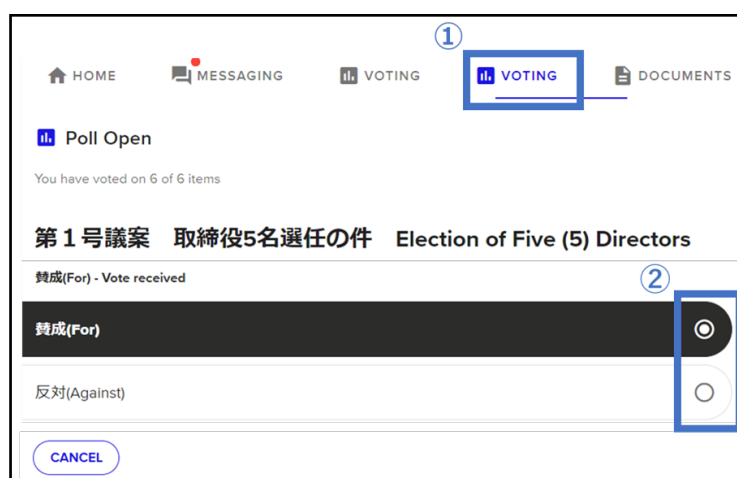 ①
HOME MESSAGING VOTING VOTING DOCUMENTS
Poll Open
You have voted on 6 of 6 items
第１号議案　取締役5名選任の件　Election of Five (5) Directors
賛成(For) - Vote received
②
賛成(For)
反対(Against)
CANCEL